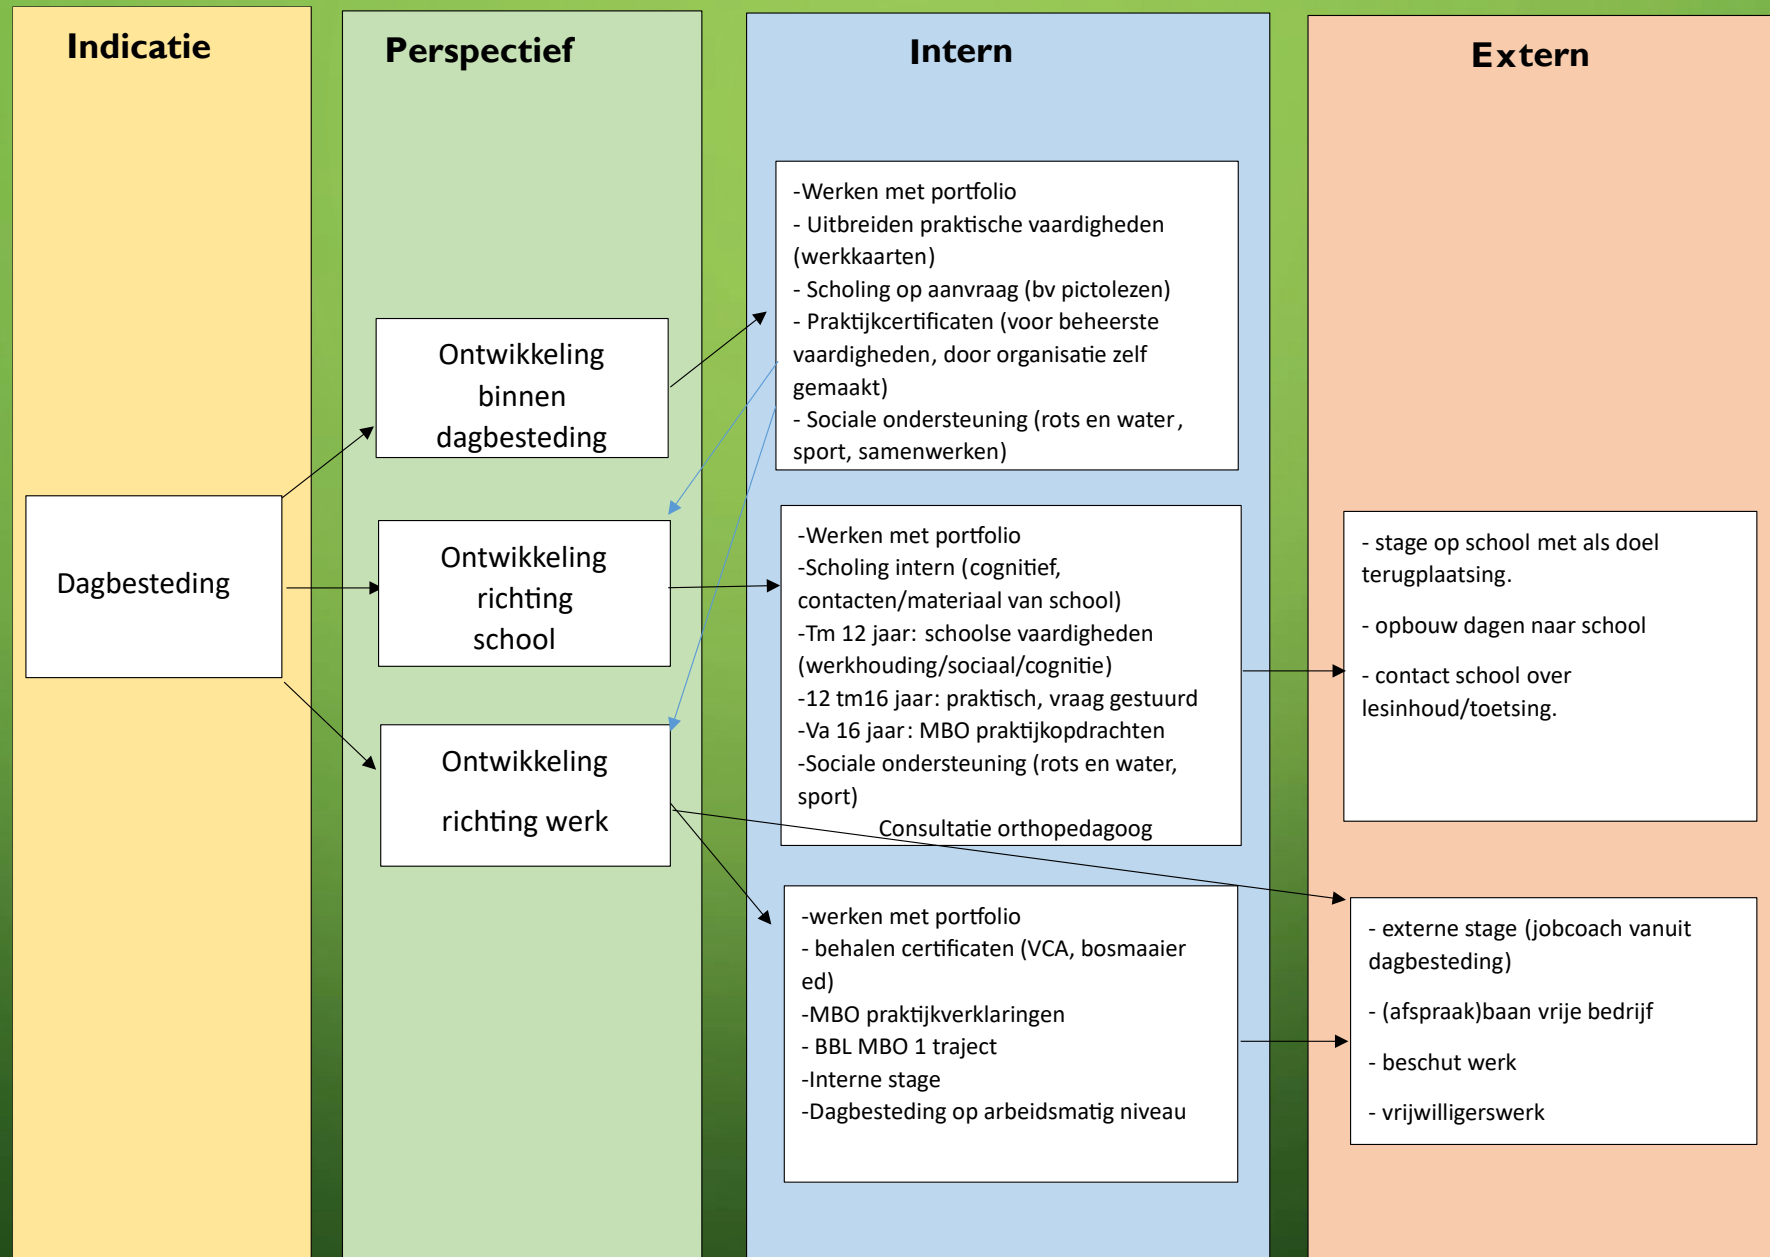 Indicatie
Perspectief
Intern
Extern
Dagbesteding
Ontwikkeling
binnen
dagbesteding
Ontwikkeling
richting
school
Ontwikkeling
richting werk
-Werken met portfolio
- Uitbreiden praktische vaardigheden
(werkkaarten)
- Scholing op aanvraag (bv pictolezen)
- Praktijkcertificaten (voor beheerste
vaardigheden, door organisatie zelf
gemaakt)
- Sociale ondersteuning (rots en water,
sport, samenwerken)
-Werken met portfolio
-Scholing intern (cognitief,
contacten/materiaal van school)
-Tm 12 jaar: schoolse vaardigheden
(werkhouding/sociaal/cognitie)
-12 tm16 jaar: praktisch, vraag gestuurd
-Va 16 jaar: MBO praktijkopdrachten
-Sociale ondersteuning (rots en water,
sport)
Consultatie orthopedagoog
-werken met portfolio
- behalen certificaten (VCA, bosmaaier
ed)
-MBO praktijkverklaringen
- BBL MBO 1 traject
-Interne stage
-Dagbesteding op arbeidsmatig niveau
- stage op school met als doel
terugplaatsing.
- opbouw dagen naar school
- contact school over
lesinhoud/toetsing.
- externe stage (jobcoach vanuit
dagbesteding)
- (afspraak)baan vrije bedrijf
- beschut werk
- vrijwilligerswerk